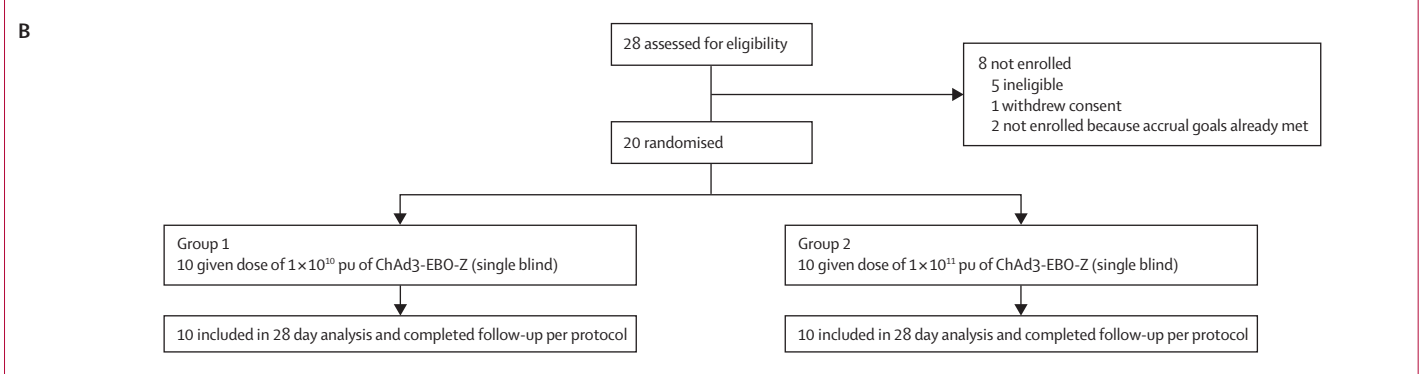 B
28 assessed for eligibility
8 not enrolled
5 ineligible
1 withdrew consent
2 not enrolled because accrual goals already met
20 randomised
Group 1
10 given dose of 1×10¹⁰ pu of ChAd3-EBO-Z (single blind)
Group 2
10 given dose of 1×10¹¹ pu of ChAd3-EBO-Z (single blind)
10 included in 28 day analysis and completed follow-up per protocol
10 included in 28 day analysis and completed follow-up per protocol